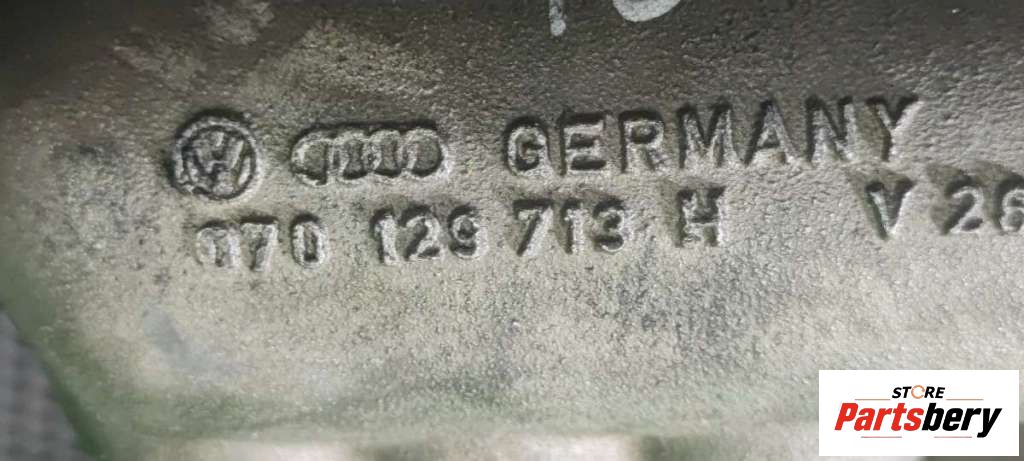 GERMANY
070 129 713 H V 26
STORE
Partsbery